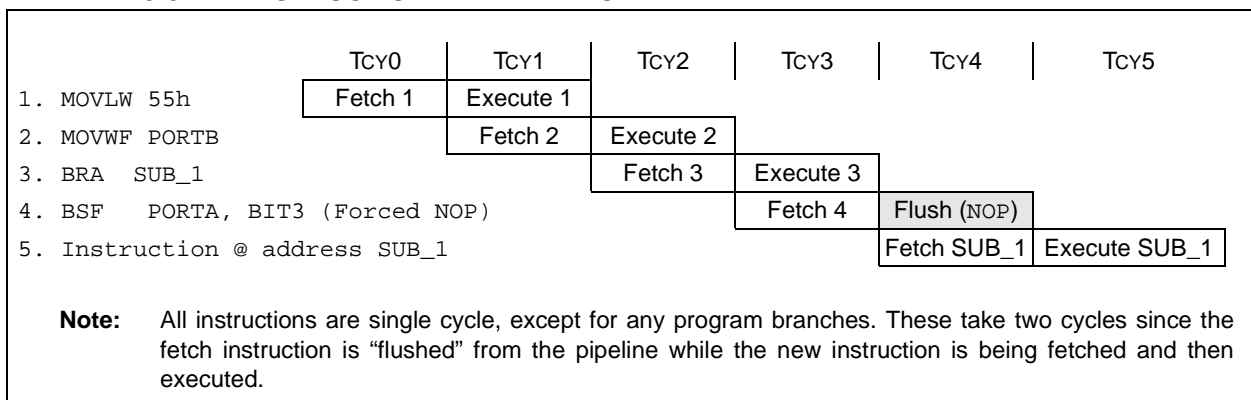 TCY0 TCY1 TCY2 TCY3 TCY4 TCY5
1. MOVLW 55h Fetch 1 Execute 1
2. MOVWF PORTB Fetch 2 Execute 2
3. BRA SUB_1 Fetch 3 Execute 3
4. BSF PORTA, BIT3 (Forced NOP) Fetch 4 Flush (NOP)
5. Instruction @ address SUB_1 Fetch SUB_1 Execute SUB_1
Note: All instructions are single cycle, except for any program branches. These take two cycles since the
fetch instruction is “flushed” from the pipeline while the new instruction is being fetched and then
executed.